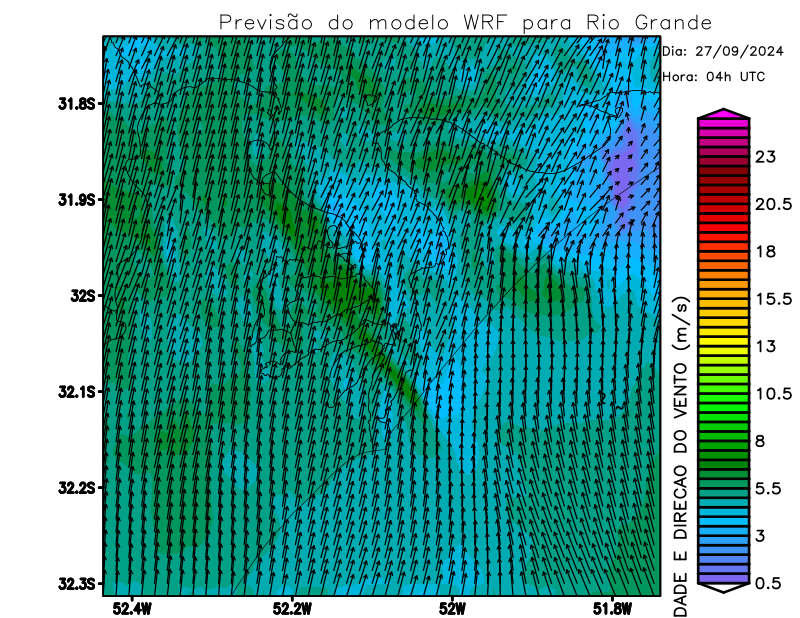 Previsão do modelo WRF para Rio Grande
Dia: 27/09/2024
Hora: 04h UTC
31.8S
31.9S
32S
32.1S
32.2S
32.3S
52.4W
52.2W
52W
51.8W
23
20.5
18
15.5
13
10.5
8
5.5
3
0.5
DADE E DIRECAO DO VENTO (m/s)